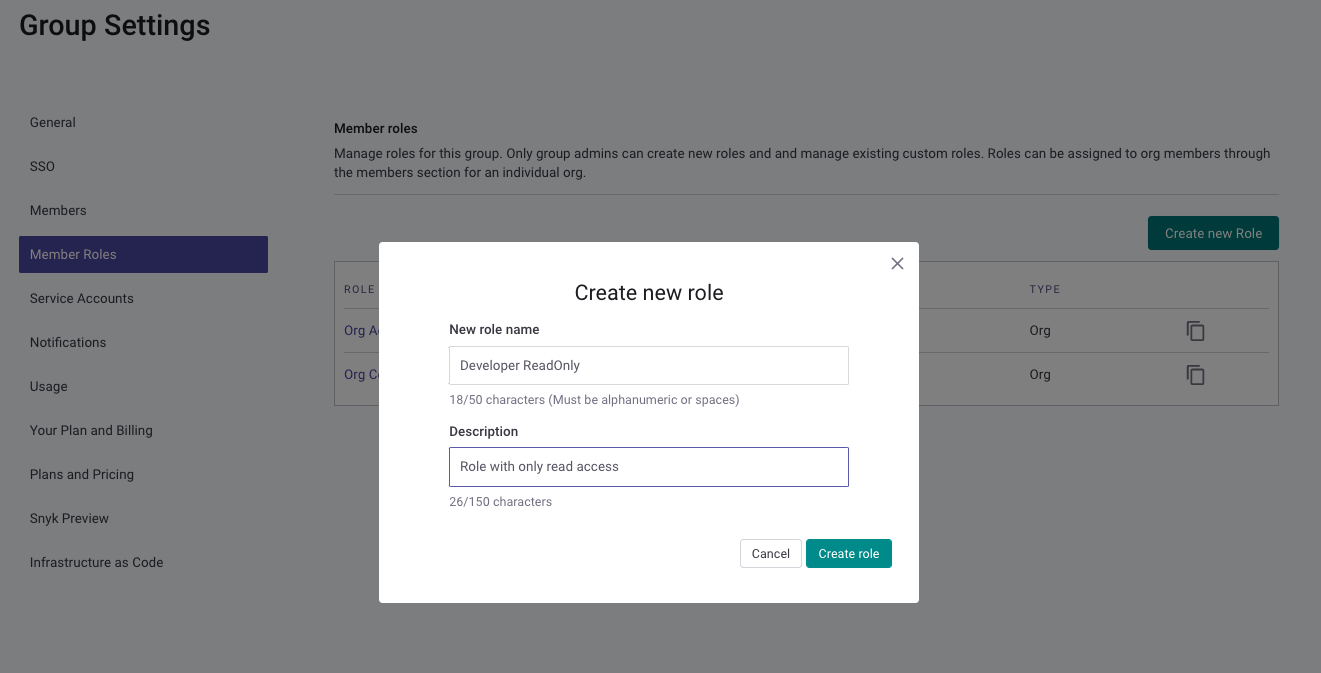 Group Settings
General
SSO
Members
Member Roles
Service Accounts
Notifications
Usage
Your Plan and Billing
Plans and Pricing
Snyk Preview
Infrastructure as Code
Member roles
Manage roles for this group. Only group admins can create new roles and and manage existing custom roles. Roles can be assigned to org members through
the members section for an individual org.
Create new Role
ROLE
TYPE
Org
Org
Org
Org
Create new role
New role name
Developer ReadOnly
18/50 characters (Must be alphanumeric or spaces)
Description
Role with only read access
26/150 characters
Cancel
Create role